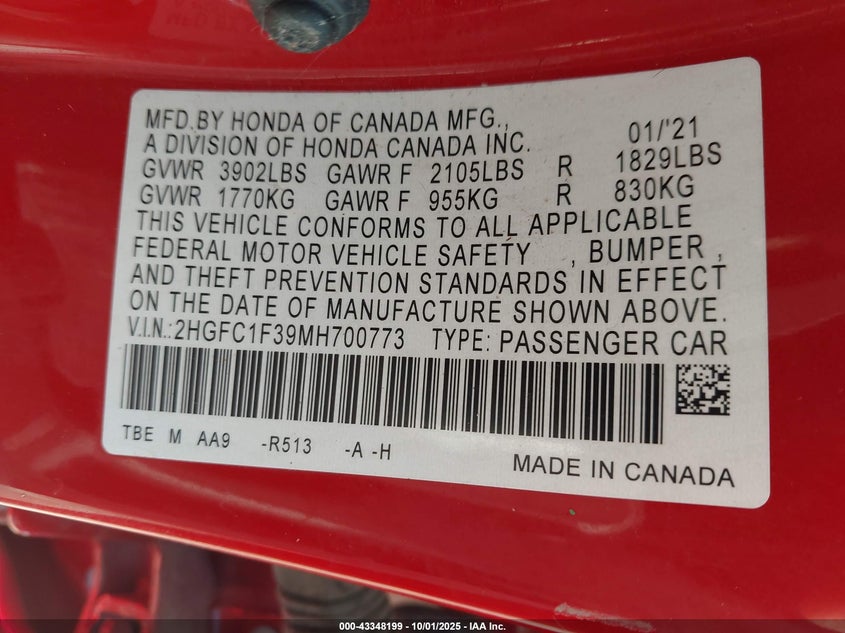 MFD.BY HONDA OF CANADA MFG., 01/'21
A DIVISION OF HONDA CANADA INC.
GVWR 3902LBS GAWR F 2105LBS R 1829LBS
GVWR 1770KG GAWR F 955KG R 830KG
THIS VEHICLE CONFORMS TO ALL APPLICABLE
FEDERAL MOTOR VEHICLE SAFETY , BUMPER ,
AND THEFT PREVENTION STANDARDS IN EFFECT
ON THE DATE OF MANUFACTURE SHOWN ABOVE.
V.I.N.:2HGFC1F39MH700773 TYPE: PASSENGER CAR
TBE M AA9 -R513 -A -H
MADE IN CANADA
000-43348199 - 10/01/2025 - IAA Inc.